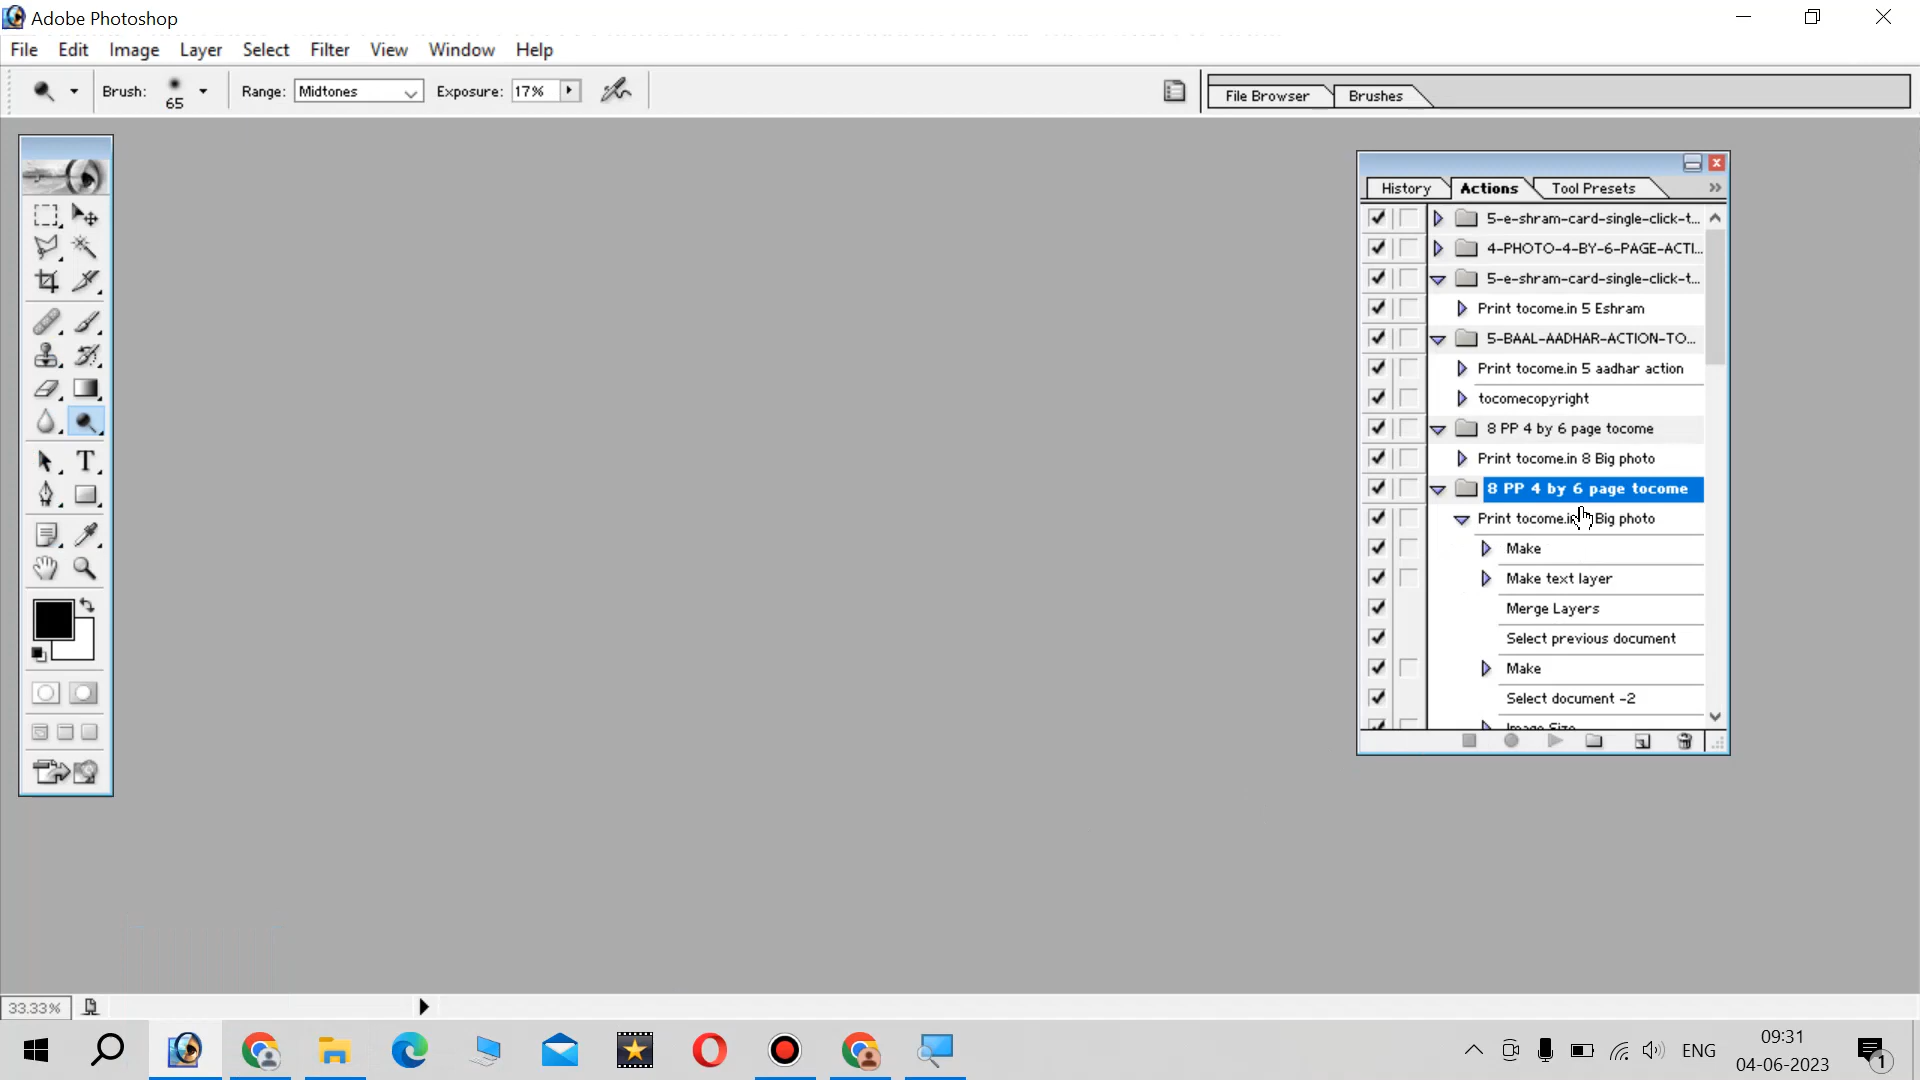 Adobe Photoshop
File Edit Image Layer Select Filter View Window Help
Brush: 65 Range: Midtones Exposure: 17% File Browser Brushes
History Actions Tool Presets
5-e-shram-card-single-click-t...
4-PHOTO-4-BY-6-PAGE-ACTI...
5-e-shram-card-single-click-t...
Print tocome.in 5 Eshram
5-BAAL-AADHAR-ACTION-TO...
Print tocome.in 5 aadhar action
tocomecopyright
8 PP 4 by 6 page tocome
Print tocome.in 8 Big photo
8 PP 4 by 6 page tocome
Print tocome.in Big photo
Make
Make text layer
Merge Layers
Select previous document
Make
Select document -2
Image Size
33.33%
ENG 09:31
04-06-2023
1